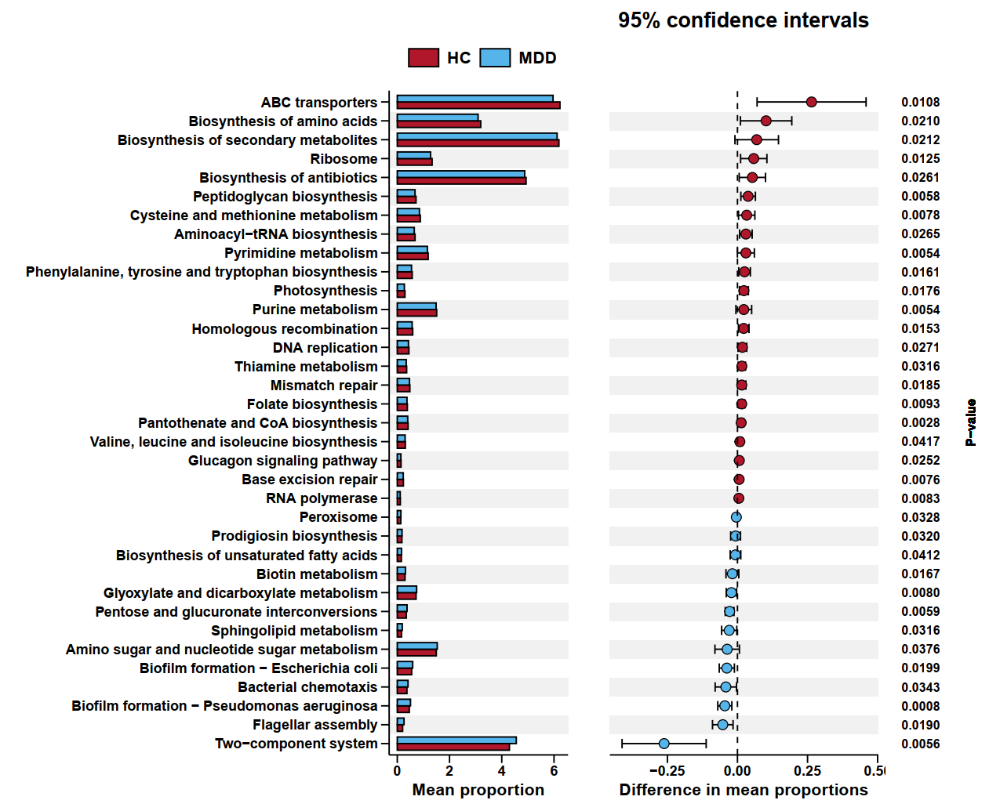 95% confidence intervals
HC MDD
ABC transporters 0.0108
Biosynthesis of amino acids 0.0210
Biosynthesis of secondary metabolites 0.0212
Ribosome 0.0125
Biosynthesis of antibiotics 0.0261
Peptidoglycan biosynthesis 0.0058
Cysteine and methionine metabolism 0.0078
Aminoacyl−tRNA biosynthesis 0.0265
Pyrimidine metabolism 0.0054
Phenylalanine, tyrosine and tryptophan biosynthesis 0.0161
Photosynthesis 0.0176
Purine metabolism 0.0054
Homologous recombination 0.0153
DNA replication 0.0271
Thiamine metabolism 0.0316
Mismatch repair 0.0185
Folate biosynthesis 0.0093
Pantothenate and CoA biosynthesis 0.0028
Valine, leucine and isoleucine biosynthesis 0.0417
Glucagon signaling pathway 0.0252
Base excision repair 0.0076
RNA polymerase 0.0083
Peroxisome 0.0328
Prodigiosin biosynthesis 0.0320
Biosynthesis of unsaturated fatty acids 0.0412
Biotin metabolism 0.0167
Glyoxylate and dicarboxylate metabolism 0.0080
Pentose and glucuronate interconversions 0.0059
Sphingolipid metabolism 0.0316
Amino sugar and nucleotide sugar metabolism 0.0376
Biofilm formation − Escherichia coli 0.0199
Bacterial chemotaxis 0.0343
Biofilm formation − Pseudomonas aeruginosa 0.0008
Flagellar assembly 0.0190
Two−component system 0.0056
P−value
0 2 4 6 −0.25 0.00 0.25
Mean proportion Difference in mean proportions